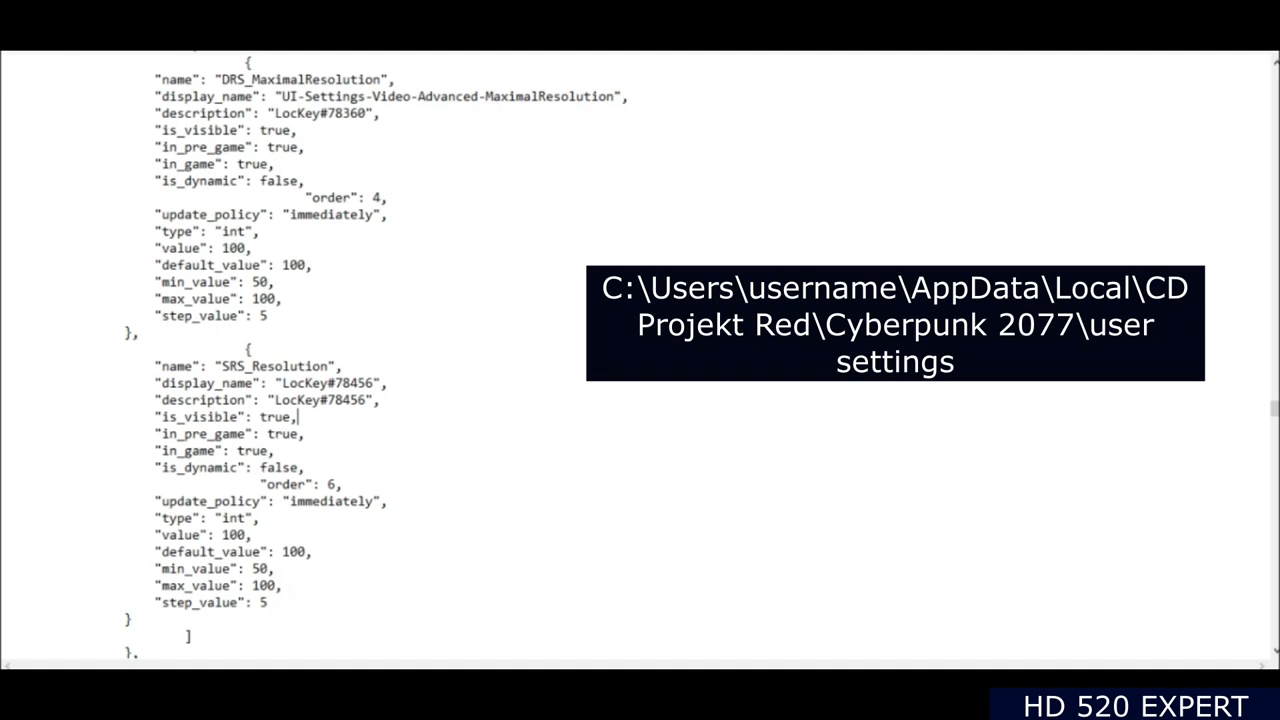 {
"name": "DRS_MaximalResolution",
"display_name": "UI-Settings-Video-Advanced-MaximalResolution",
"description": "LocKey#78360",
"is_visible": true,
"in_pre_game": true,
"in_game": true,
"is_dynamic": false,
"order": 4,
"update_policy": "immediately",
"type": "int",
"value": 100,
"default_value": 100,
"min_value": 50,
"max_value": 100,
"step_value": 5
},
{
"name": "SRS_Resolution",
"display_name": "LocKey#78456",
"description": "LocKey#78456",
"is_visible": true,
"in_pre_game": true,
"in_game": true,
"is_dynamic": false,
"order": 6,
"update_policy": "immediately",
"type": "int",
"value": 100,
"default_value": 100,
"min_value": 50,
"max_value": 100,
"step_value": 5
}
]
},
C:\Users\username\AppData\Local\CD
Projekt Red\Cyberpunk 2077\user
settings
HD 520 EXPERT